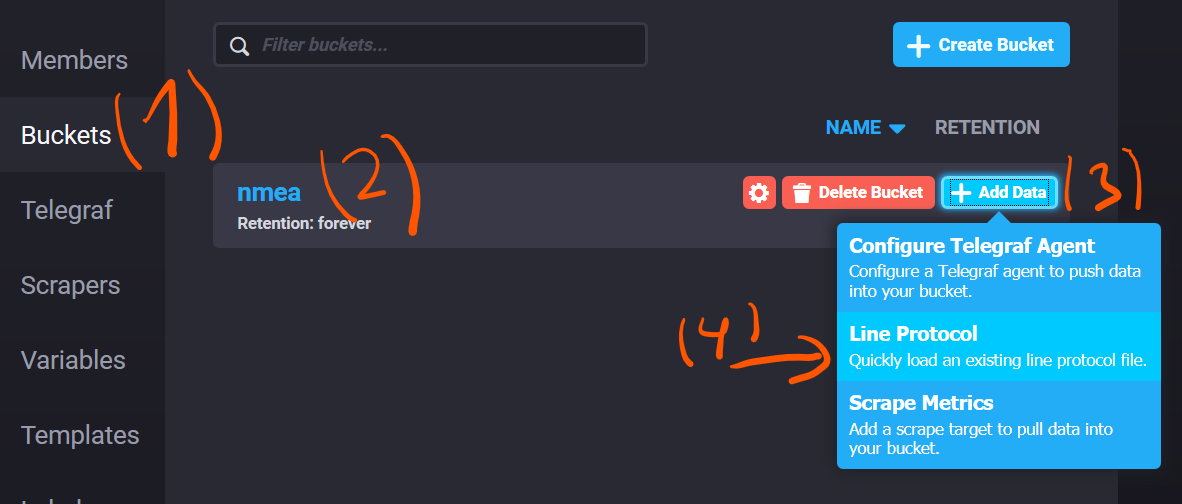 Filter buckets...
Create Bucket
Members
Buckets
(1)
Telegraf
Scrapers
Variables
Templates
NAME RETENTION
nmea (2)
Retention: forever
Delete Bucket
Add Data (3)
Configure Telegraf Agent
Configure a Telegraf agent to push data
into your bucket.
(4)
Line Protocol
Quickly load an existing line protocol file.
Scrape Metrics
Add a scrape target to pull data into
your bucket.